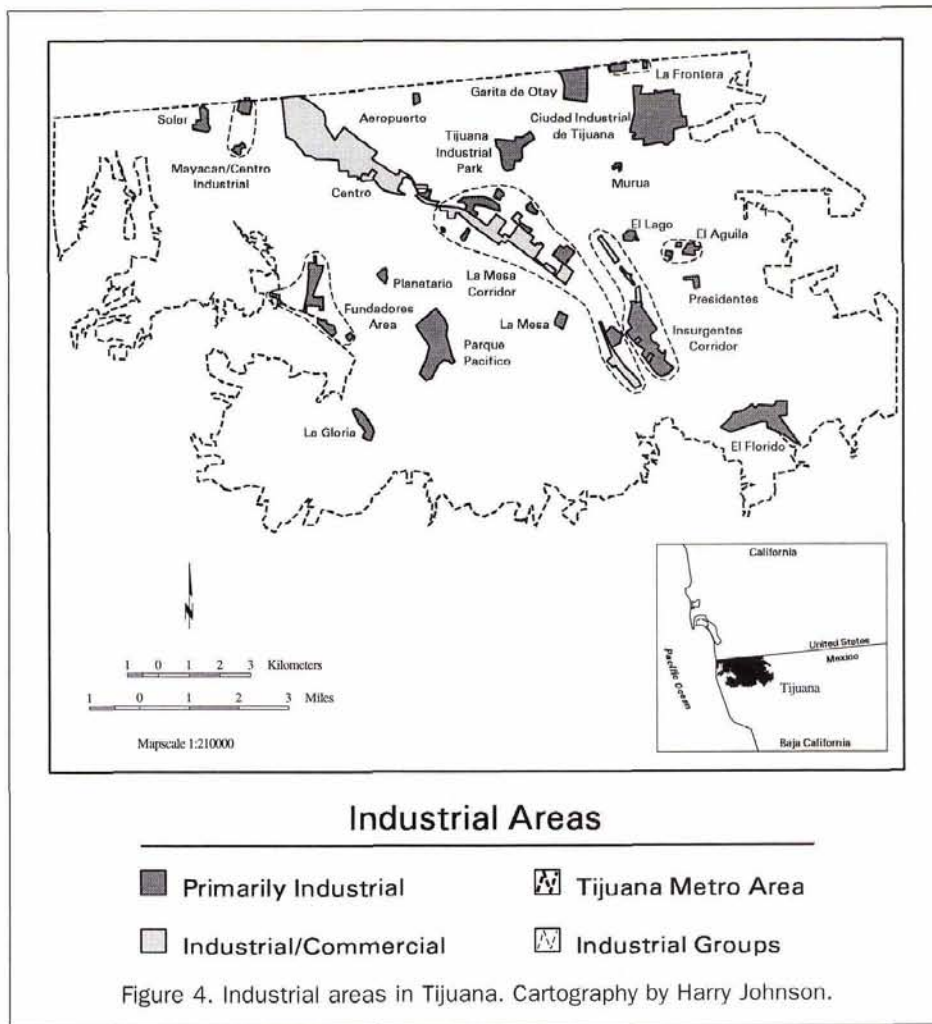 La Frontera
Garita de Otay
Soler
Aeropuerto
Ciudad Industrial
de Tijuana
Tijuana
Industrial
Park
Mayacan/Centro
Industrial
Centro
Murua
El Lago
El Aguila
Planetario
La Mesa
Corridor
Presidentes
Fundadores
Area
La Mesa
Insurgentes
Corridor
Parque
Pacifico
La Gloria
El Florido
N
1 0 1 2 3 Kilometers
1 0 1 2 3 Miles
Mapscale 1:210000
California
United States
Mexico
Pacific Ocean
Tijuana
Baja California
Industrial Areas
Primarily Industrial
Tijuana Metro Area
Industrial/Commercial
Industrial Groups
Figure 4. Industrial areas in Tijuana. Cartography by Harry Johnson.